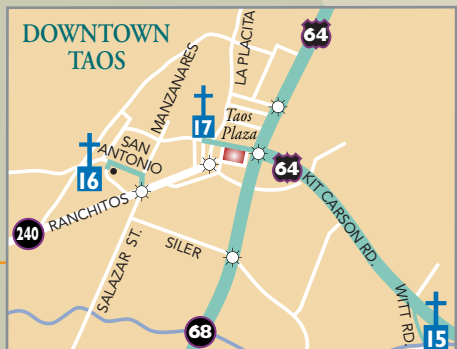 DOWNTOWN
TAOS
MANZANARES
LA PLACITA
64
17
Taos
Plaza
SAN
ANTONIO
16
64
KIT CARSON RD.
RANCHITOS
240
SALAZAR ST.
SILER
WITT RD.
15
68